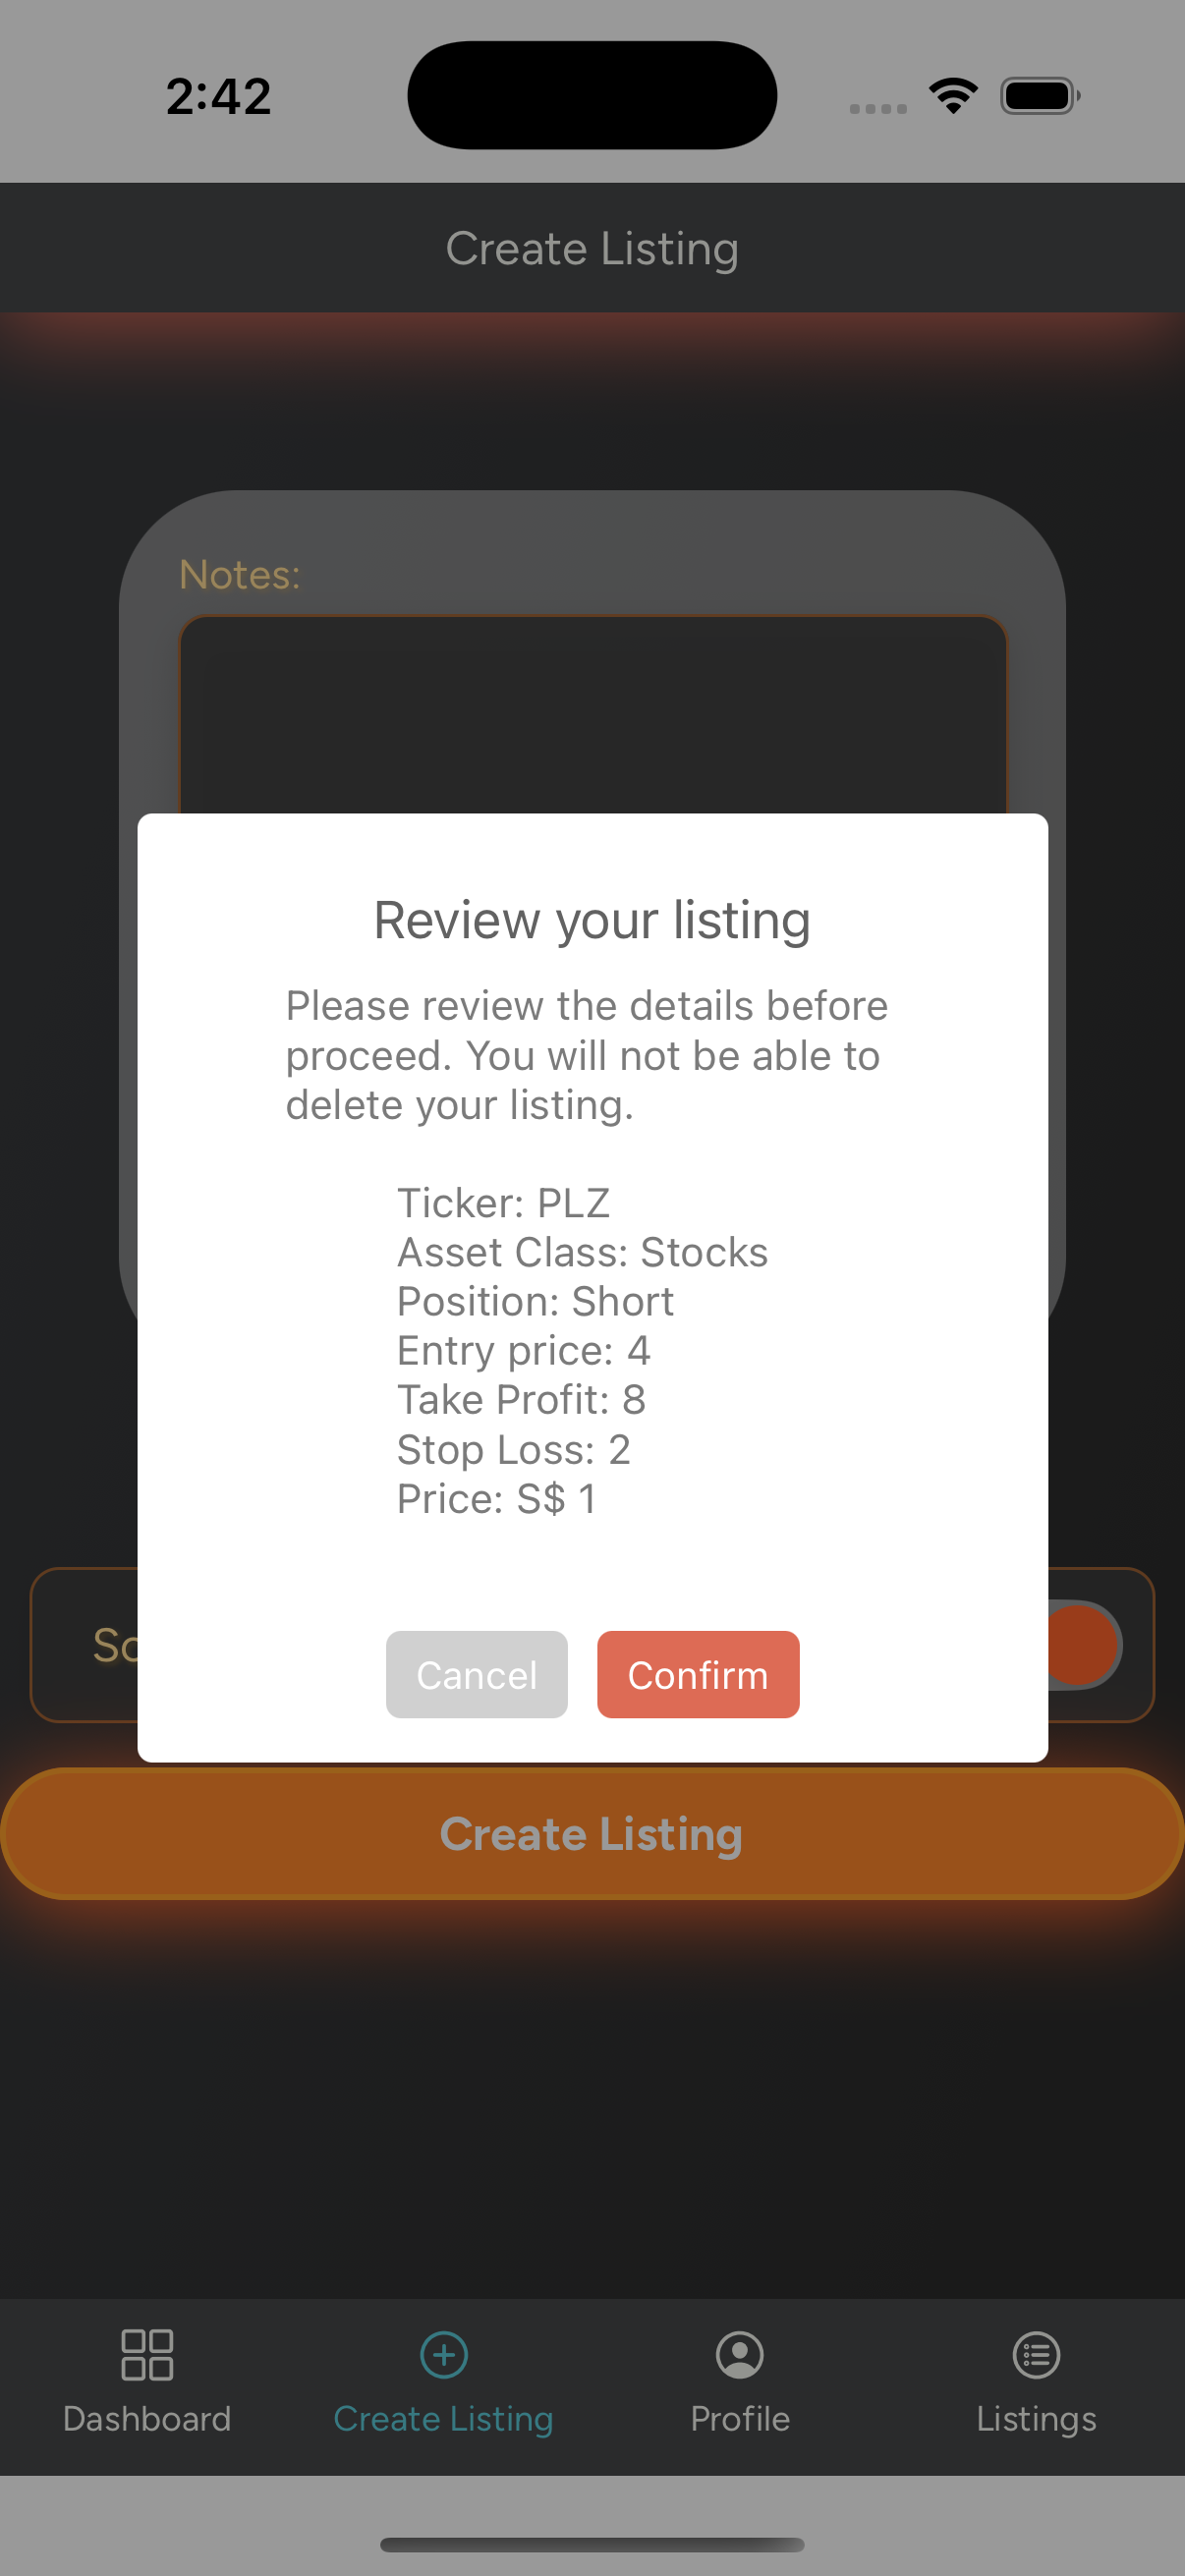 2:42
Create Listing
Notes:
Review your listing
Please review the details before
proceed. You will not be able to
delete your listing.
Ticker: PLZ
Asset Class: Stocks
Position: Short
Entry price: 4
Take Profit: 8
Stop Loss: 2
Price: S$ 1
Cancel Confirm
Create Listing
Dashboard Create Listing Profile Listings